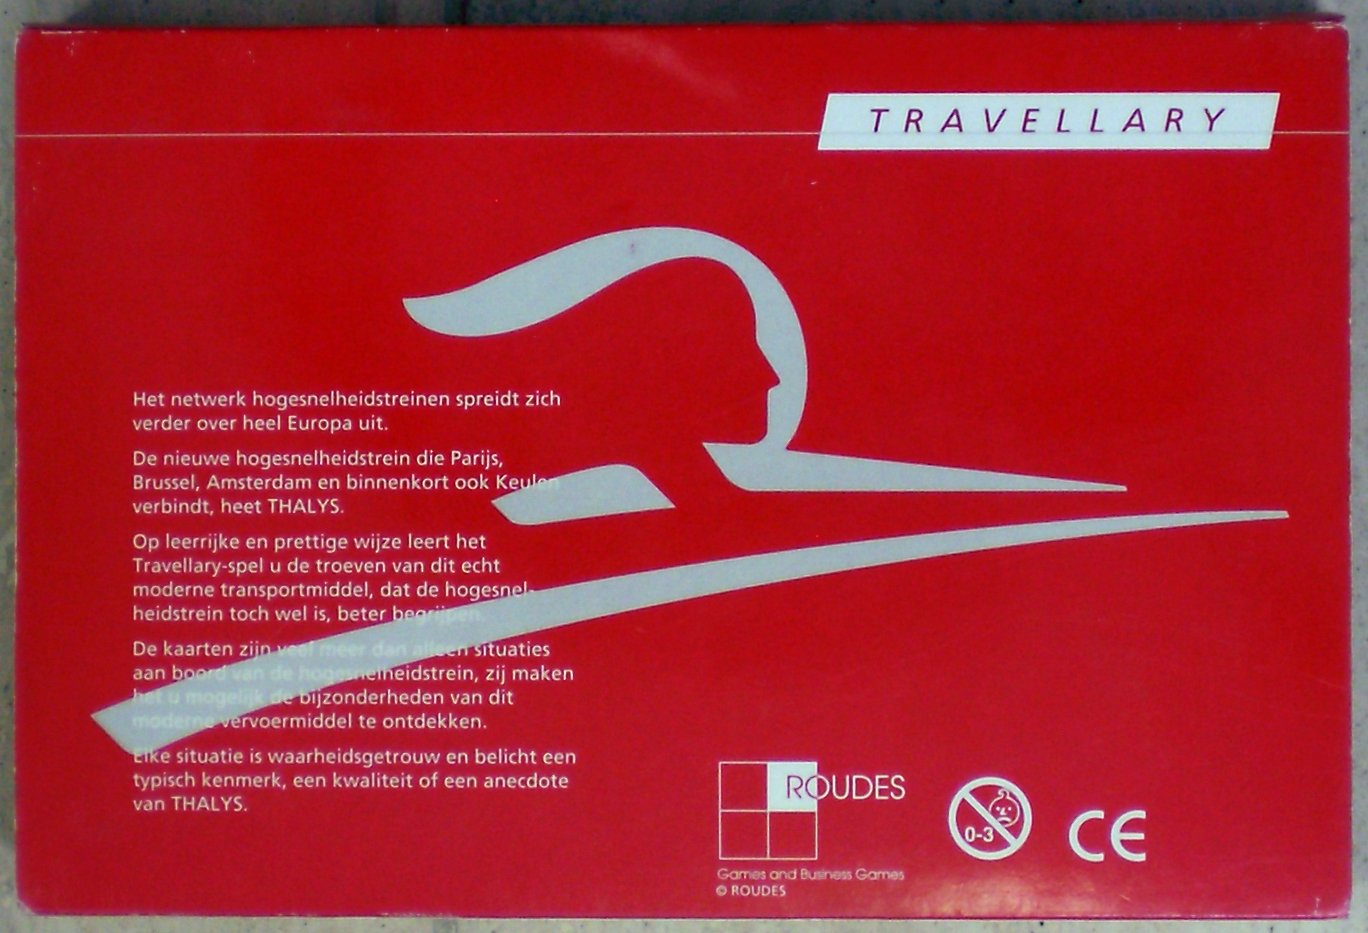 TRAVELLARY
Het netwerk hogesnelheidstreinen spreidt zich
verder over heel Europa uit.
De nieuwe hogesnelheidstrein die Parijs,
Brussel, Amsterdam en binnenkort ook Keulen
verbindt, heet THALYS.
Op leerrijke en prettige wijze leert het
Travellary-spel u de troeven van dit echt
moderne transportmiddel, dat de hogesnel-
heidstrein toch wel is, beter begrijpen.
De kaarten zijn veel meer dan alleen situaties
aan boord van de hogesnelheidstrein, zij maken
het u mogelijk de bijzonderheden van dit
moderne vervoermiddel te ontdekken.
Elke situatie is waarheidsgetrouw en belicht een
typisch kenmerk, een kwaliteit of een anecdote
van THALYS.
ROUDES
Games and Business Games
© ROUDES
0-3
CE